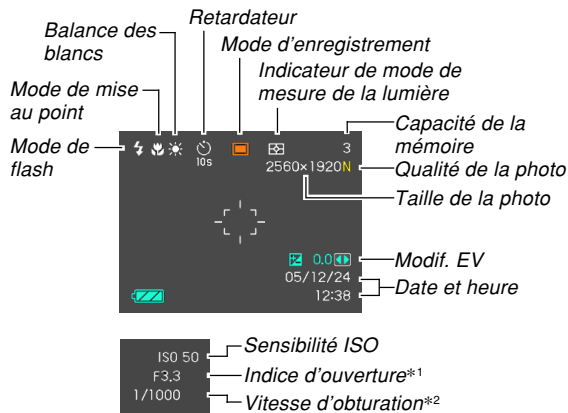 Retardateur
Balance des
blancs
Mode d'enregistrement
Indicateur de mode de
mesure de la lumière
Mode de mise
au point
Mode de
flash
Capacité de la
mémoire
10s
3
2560×1920N
Qualité de la photo
Taille de la photo
0.0
Modif. EV
05/12/24
12:38
Date et heure
ISO 50
Sensibilité ISO
F3.3
Indice d'ouverture*1
1/1000
Vitesse d'obturation*2